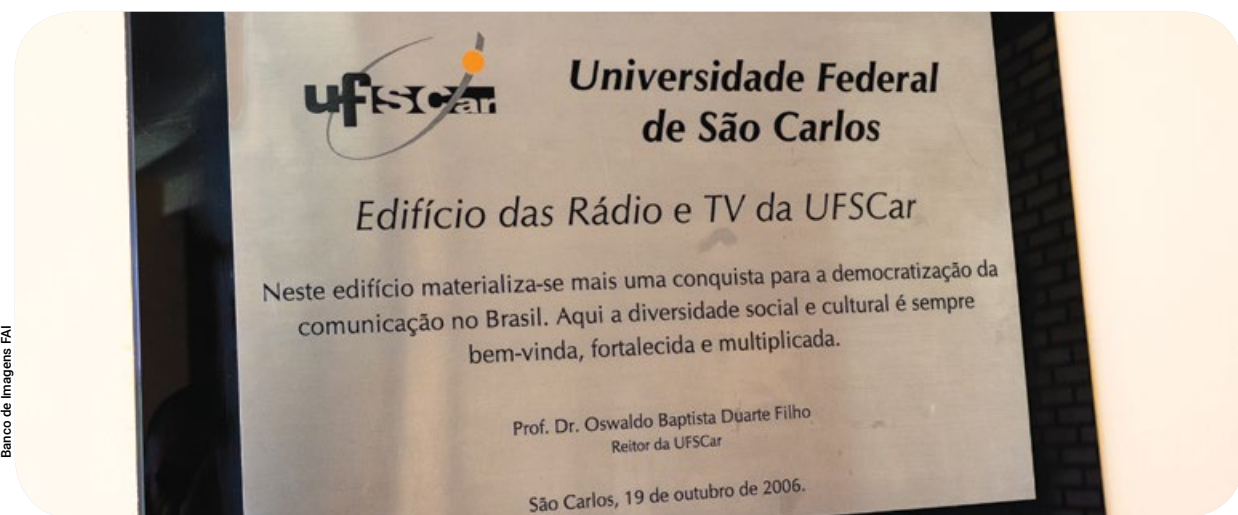 ufscar
Universidade Federal
de São Carlos
Edifício das Rádio e TV da UFSCar
Neste edifício materializa-se mais uma conquista para a democratização da
comunicação no Brasil. Aqui a diversidade social e cultural é sempre
bem-vinda, fortalecida e multiplicada.
Prof. Dr. Oswaldo Baptista Duarte Filho
Reitor da UFSCar
São Carlos, 19 de outubro de 2006.
Banco de Imagens FAI